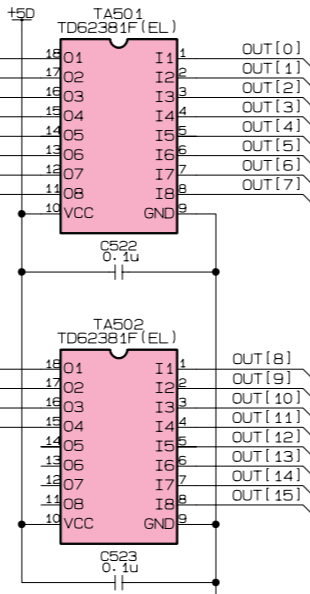 +5D
TA501
TD62381F(EL)
18 O1 I1 1 OUT[0]
17 O2 I2 2 OUT[1]
16 O3 I3 3 OUT[2]
15 O4 I4 4 OUT[3]
14 O5 I5 5 OUT[4]
13 O6 I6 6 OUT[5]
12 O7 I7 7 OUT[6]
11 O8 I8 8 OUT[7]
10 VCC GND 9
C522
0.1u
TA502
TD62381F(EL)
18 O1 I1 1 OUT[8]
17 O2 I2 2 OUT[9]
16 O3 I3 3 OUT[10]
15 O4 I4 4 OUT[11]
14 O5 I5 5 OUT[12]
13 O6 I6 6 OUT[13]
12 O7 I7 7 OUT[14]
11 O8 I8 8 OUT[15]
10 VCC GND 9
C523
0.1u